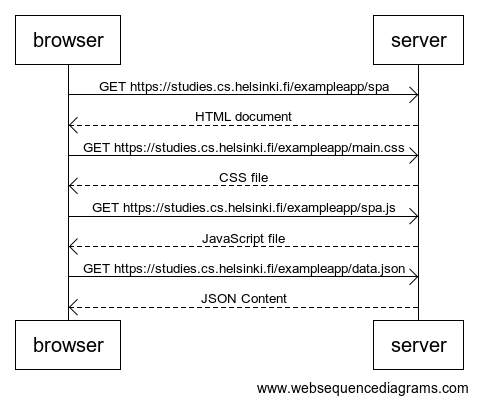 browser server
GET https://studies.cs.helsinki.fi/exampleapp/spa
HTML document
GET https://studies.cs.helsinki.fi/exampleapp/main.css
CSS file
GET https://studies.cs.helsinki.fi/exampleapp/spa.js
JavaScript file
GET https://studies.cs.helsinki.fi/exampleapp/data.json
JSON Content
browser server
www.websequencediagrams.com